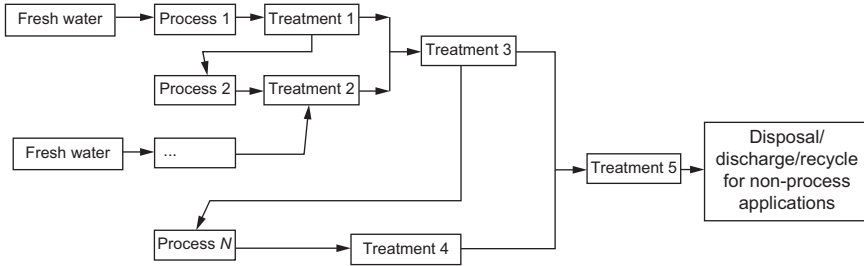 Fresh water
Process 1
Treatment 1
Treatment 3
Process 2
Treatment 2
Fresh water
...
Treatment 5
Disposal/
discharge/recycle
for non-process
applications
Process N
Treatment 4